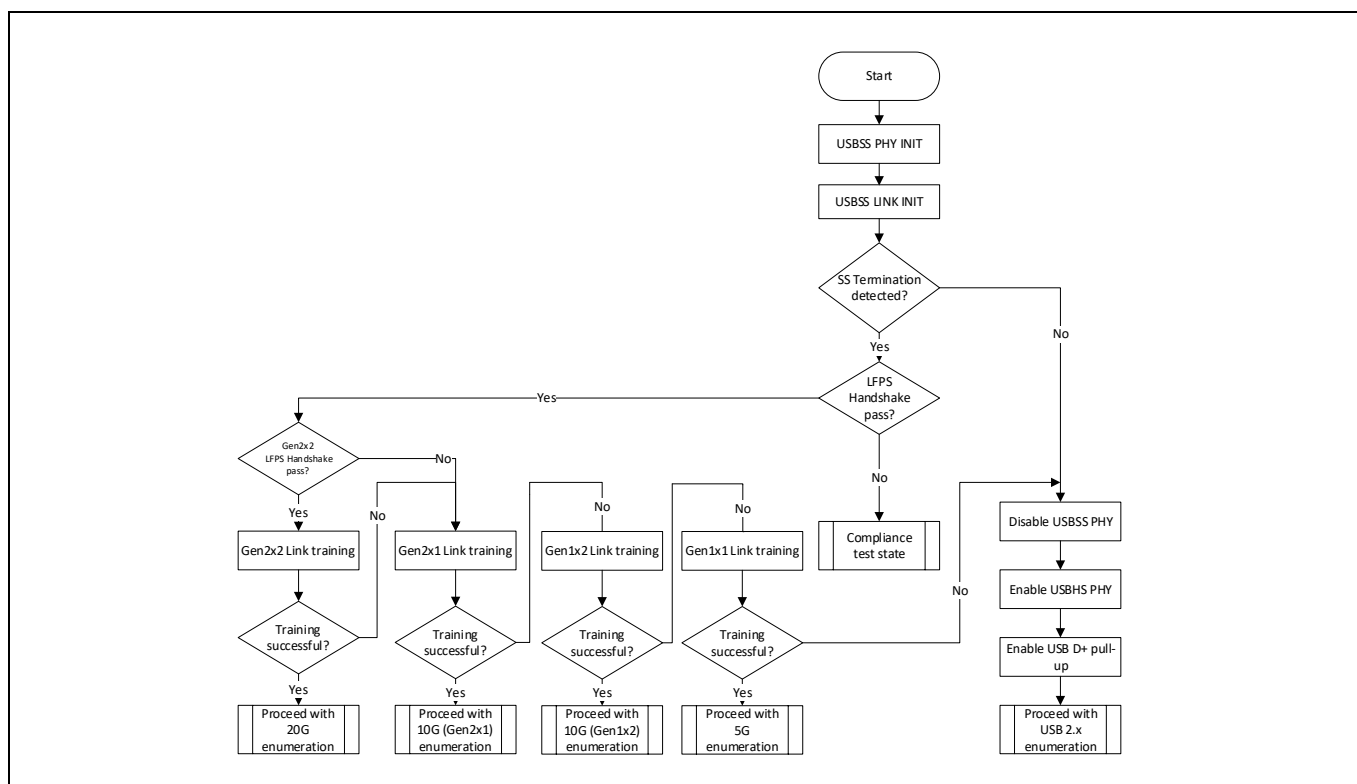 Start
USBSS PHY INIT
USBSS LINK INIT
SS Termination
detected?
No
Yes
LFPS
Handshake
pass?
Yes
Gen2x2
LFPS Handshake
pass?
No
No
Yes
No
No
No
Gen2x2 Link training
Gen2x1 Link training
Gen1x2 Link training
Gen1x1 Link training
Compliance
test state
Disable USBSS PHY
Enable USBHS PHY
No
Training
successful?
Training
successful?
Training
successful?
Training
successful?
Enable USB D+ pull-
up
Yes
Yes
Yes
Yes
Proceed with
20G
enumeration
Proceed with
10G (Gen2x1)
enumeration
Proceed with
10G (Gen1x2)
enumeration
Proceed with
5G
enumeration
Proceed with
USB 2.x
enumeration